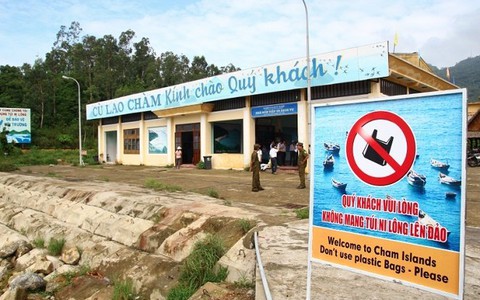 CÙ LAO CHÀM Kính chào Quý khách !
QUÝ KHÁCH VUI LÒNG
KHÔNG MANG TÚI NI LÔNG LÊN ĐẢO
Welcome to Cham Islands
Don't use plastic Bags - Please